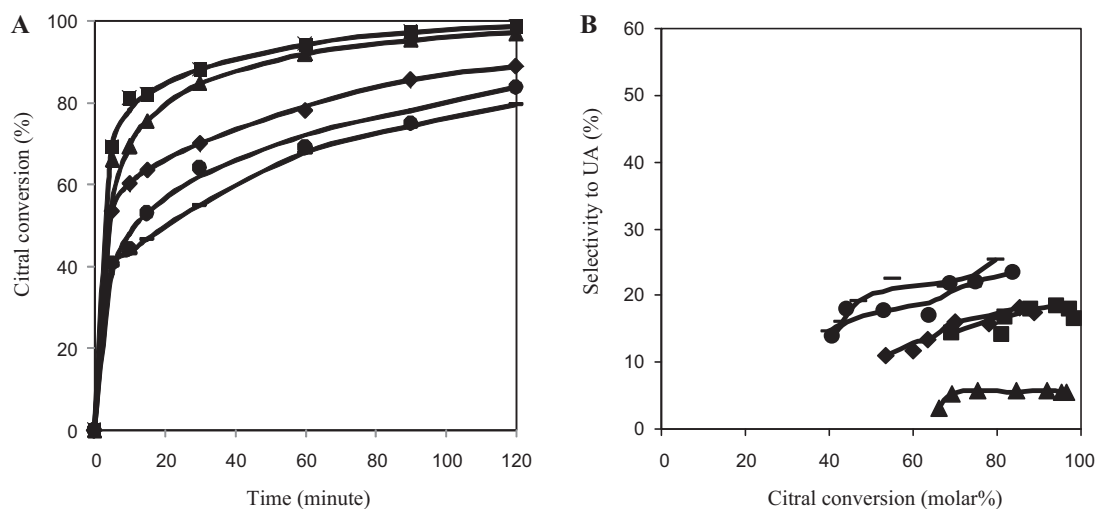 A
Citral conversion (%)
100
80
60
40
20
0
0 20 40 60 80 100 120
Time (minute)
B
Selectivity to UA (%)
60
50
40
30
20
10
0
0 20 40 60 80 100
Citral conversion (molar%)